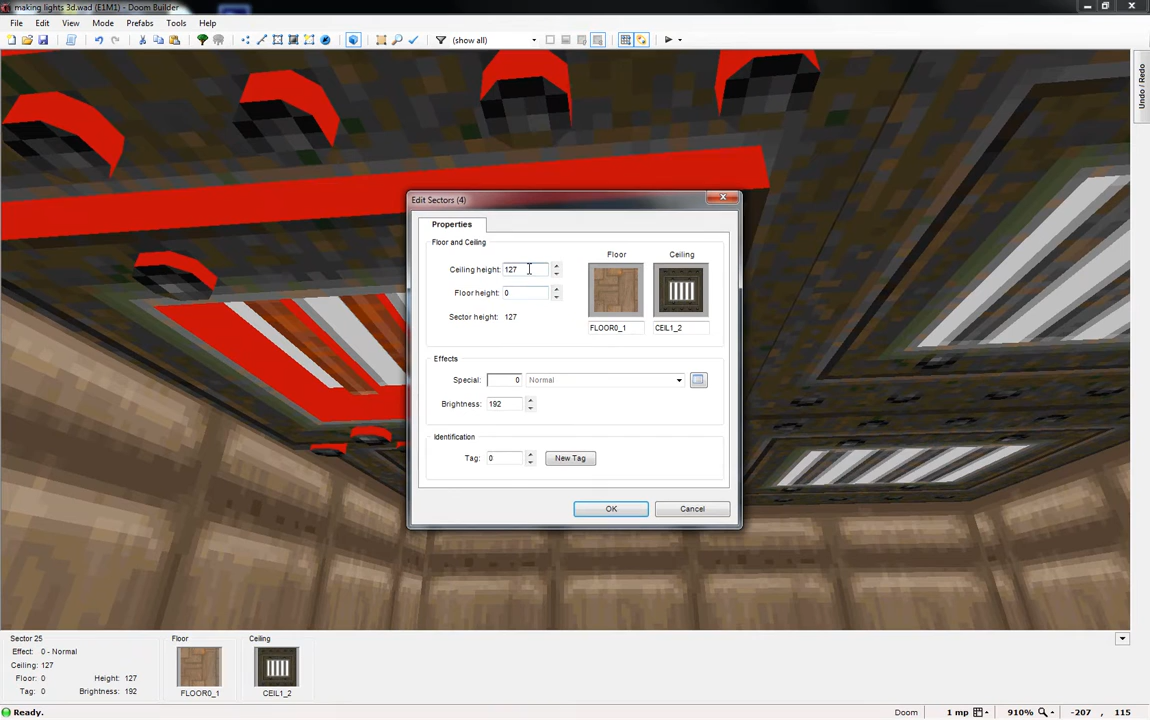 making lights 3d.wad (E1M1) - Doom Builder
File Edit View Mode Prefabs Tools Help
(show all)
Undo / Redo
Edit Sectors (4)
Properties
Floor and Ceiling
Floor Ceiling
Ceiling height: 127
Floor height: 0
Sector height: 127
FLOOR0_1 CEIL1_2
Effects
Special: 0 Normal
Brightness: 192
Identification
Tag: 0 New Tag
OK Cancel
Sector 25 Floor Ceiling
Effect: 0 - Normal
Ceiling: 127
Floor: 0 Height: 127
Tag: 0 Brightness: 192
FLOOR0_1 CEIL1_2
Ready. Doom 1 mp 910% -207 , 115